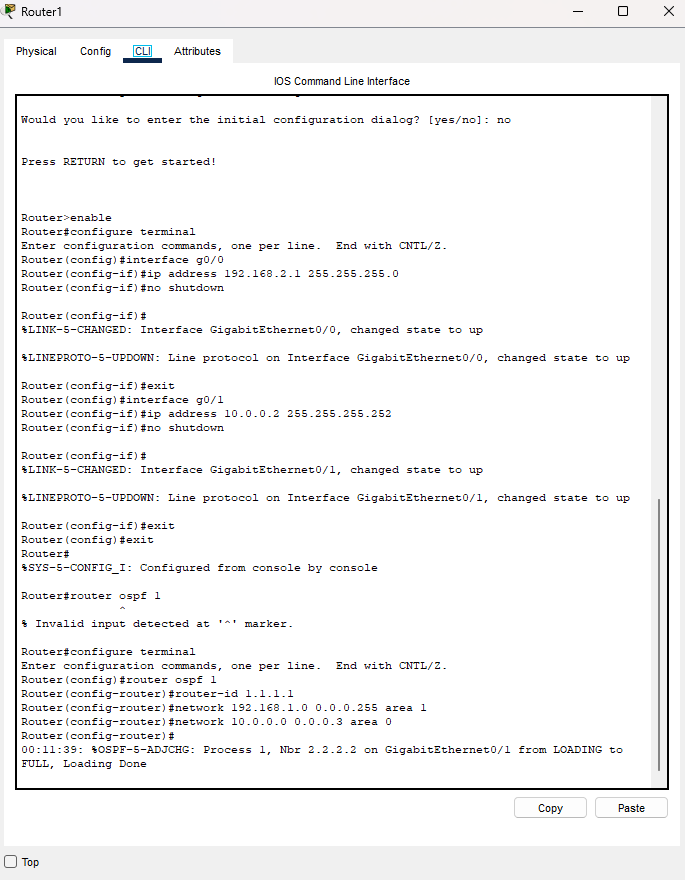 Router1
Physical Config CLI Attributes
IOS Command Line Interface
Would you like to enter the initial configuration dialog? [yes/no]: no
Press RETURN to get started!
Router>enable
Router#configure terminal
Enter configuration commands, one per line.  End with CNTL/Z.
Router(config)#interface g0/0
Router(config-if)#ip address 192.168.2.1 255.255.255.0
Router(config-if)#no shutdown
Router(config-if)#
%LINK-5-CHANGED: Interface GigabitEthernet0/0, changed state to up
%LINEPROTO-5-UPDOWN: Line protocol on Interface GigabitEthernet0/0, changed state to up
Router(config-if)#exit
Router(config)#interface g0/1
Router(config-if)#ip address 10.0.0.2 255.255.255.252
Router(config-if)#no shutdown
Router(config-if)#
%LINK-5-CHANGED: Interface GigabitEthernet0/1, changed state to up
%LINEPROTO-5-UPDOWN: Line protocol on Interface GigabitEthernet0/1, changed state to up
Router(config-if)#exit
Router(config)#exit
Router#
%SYS-5-CONFIG_I: Configured from console by console
Router#router ospf 1
^
% Invalid input detected at '^' marker.
Router#configure terminal
Enter configuration commands, one per line.  End with CNTL/Z.
Router(config)#router ospf 1
Router(config-router)#router-id 1.1.1.1
Router(config-router)#network 192.168.1.0 0.0.0.255 area 1
Router(config-router)#network 10.0.0.0 0.0.0.3 area 0
Router(config-router)#
00:11:39: %OSPF-5-ADJCHG: Process 1, Nbr 2.2.2.2 on GigabitEthernet0/1 from LOADING to
FULL, Loading Done
Copy Paste
Top